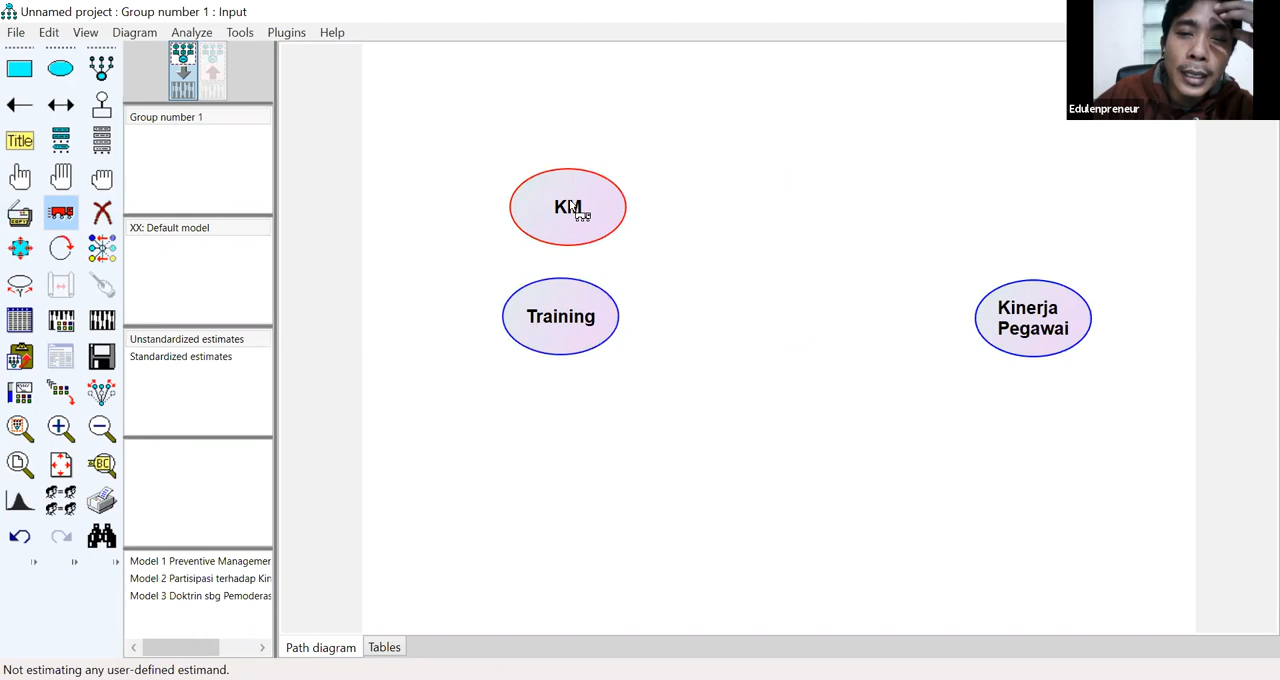 Unnamed project : Group number 1 : Input
File Edit View Diagram Analyze Tools Plugins Help
Edulenpreneur
Title
Group number 1
COPY
XX: Default model
Unstandardized estimates
Standardized estimates
BC
Model 1 Preventive Managemer
Model 2 Partisipasi terhadap Kin
Model 3 Doktrin sbg Pemoderas
KM
Training
Kinerja
Pegawai
Path diagram Tables
Not estimating any user-defined estimand.